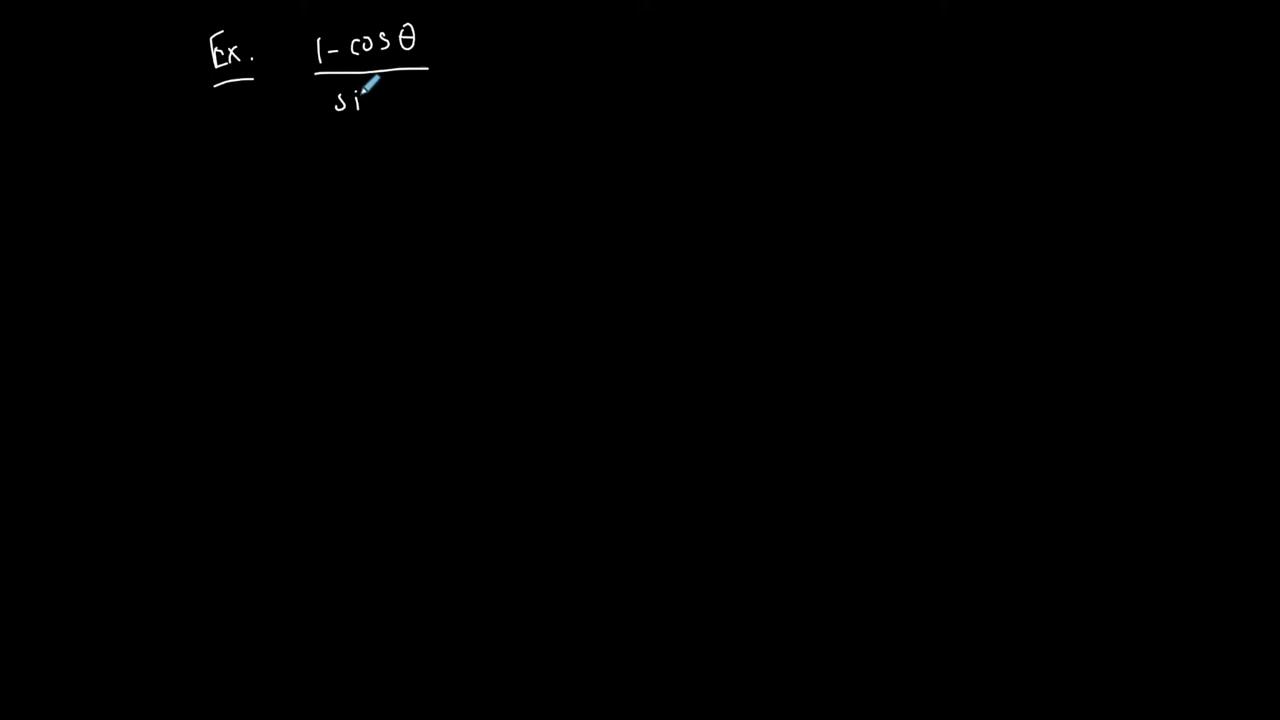 Ex. 1 - cos θ
si